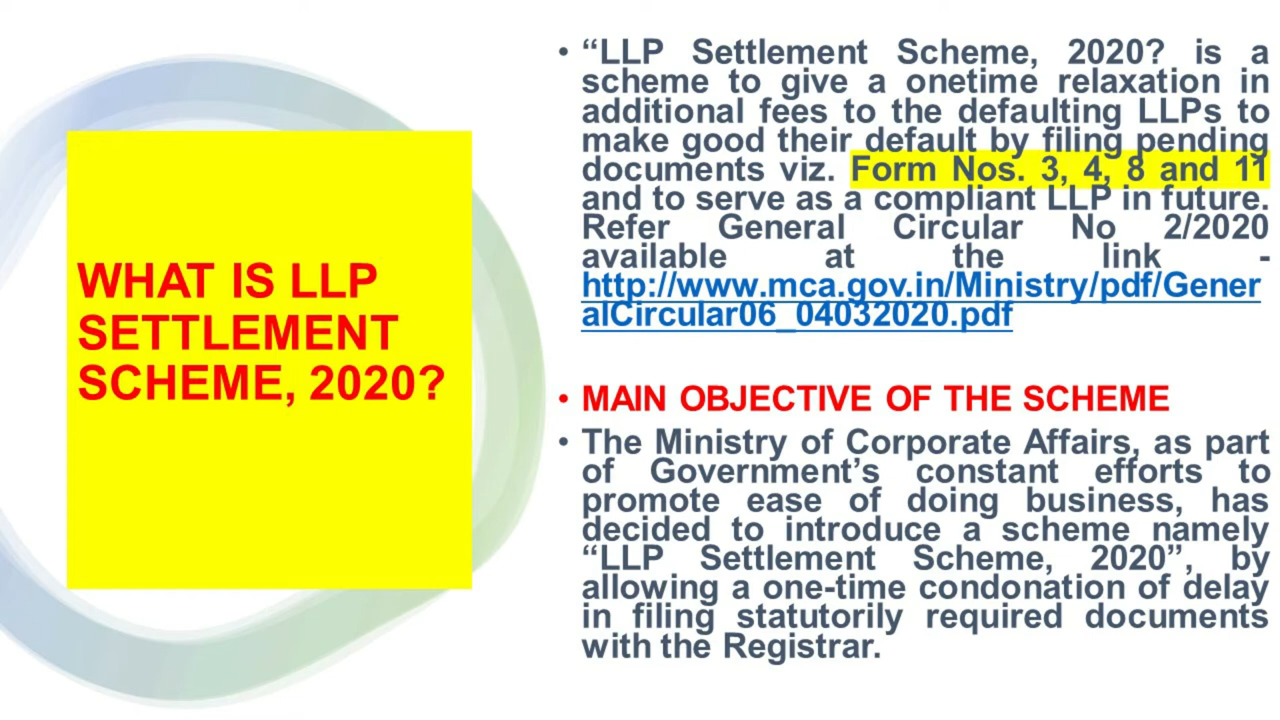 WHAT IS LLP
SETTLEMENT
SCHEME, 2020?
• “LLP Settlement Scheme, 2020? is a
scheme to give a onetime relaxation in
additional fees to the defaulting LLPs to
make good their default by filing pending
documents viz. Form Nos. 3, 4, 8 and 11
and to serve as a compliant LLP in future.
Refer General Circular No 2/2020
available at the link -
http://www.mca.gov.in/Ministry/pdf/Gener
alCircular06_04032020.pdf
• MAIN OBJECTIVE OF THE SCHEME
• The Ministry of Corporate Affairs, as part
of Government’s constant efforts to
promote ease of doing business, has
decided to introduce a scheme namely
“LLP Settlement Scheme, 2020”, by
allowing a one-time condonation of delay
in filing statutorily required documents
with the Registrar.